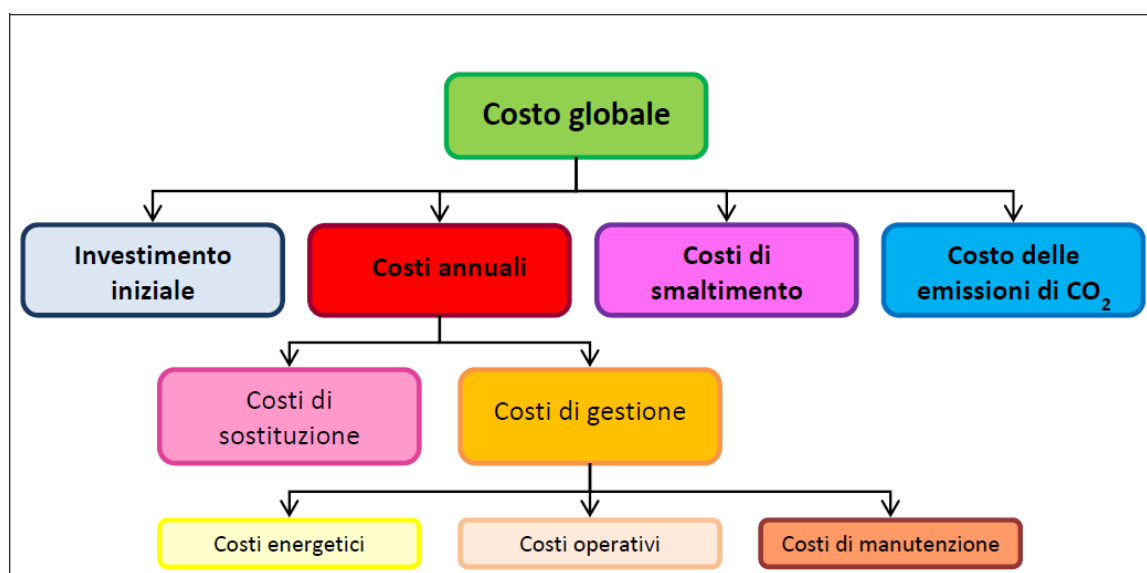 Costo globale
Investimento
iniziale
Costi annuali
Costi di
smaltimento
Costo delle
emissioni di CO₂
Costi di
sostituzione
Costi di gestione
Costi energetici
Costi operativi
Costi di manutenzione